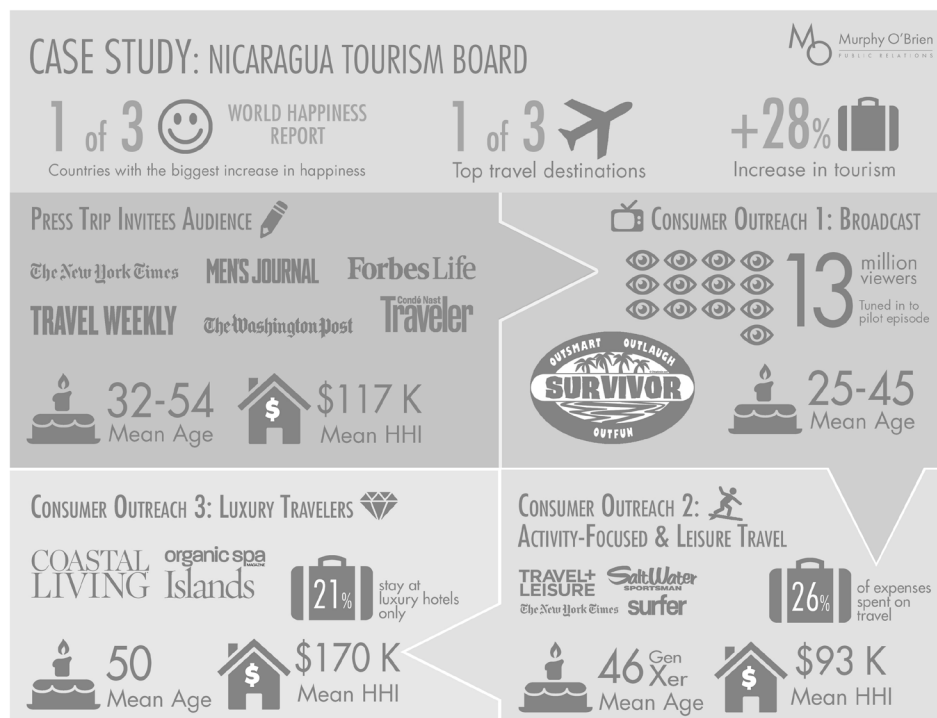 CASE STUDY: NICARAGUA TOURISM BOARD
MO Murphy O'Brien
PUBLIC RELATIONS
1 of 3
WORLD HAPPINESS
REPORT
Countries with the biggest increase in happiness
1 of 3
Top travel destinations
+28%
Increase in tourism
PRESS TRIP INVITEES AUDIENCE
The New York Times
MEN'S JOURNAL
ForbesLife
TRAVEL WEEKLY
The Washington Post
Condé Nast
Traveler
32-54
Mean Age
$
$117 K
Mean HHI
CONSUMER OUTREACH 1: BROADCAST
13
million
viewers
Tuned in to
pilot episode
OUTSMART OUTLAUGH
SURVIVOR
OUTFUN
25-45
Mean Age
CONSUMER OUTREACH 3: LUXURY TRAVELERS
COASTAL
LIVING
organic spa
MAGAZINE
Islands
21%
stay at
luxury hotels
only
50
Mean Age
$
$170 K
Mean HHI
CONSUMER OUTREACH 2:
ACTIVITY-FOCUSED & LEISURE TRAVEL
TRAVEL+
LEISURE
SaltWater
SPORTSMAN
The New York Times
surfer
26%
of expenses
spent on
travel
46 Gen
Xer
Mean Age
$
$93 K
Mean HHI